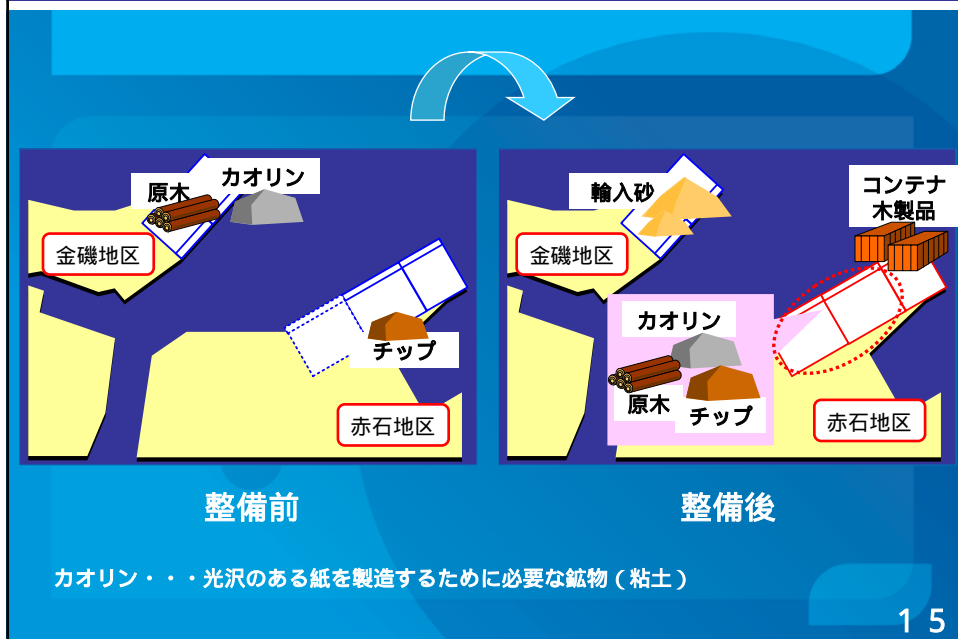 原木
カオリン
金磯地区
チップ
赤石地区
整備前
輸入砂
コンテナ
木製品
金磯地区
カオリン
原木
チップ
赤石地区
整備後
カオリン・・・光沢のある紙を製造するために必要な鉱物（粘土）
１５